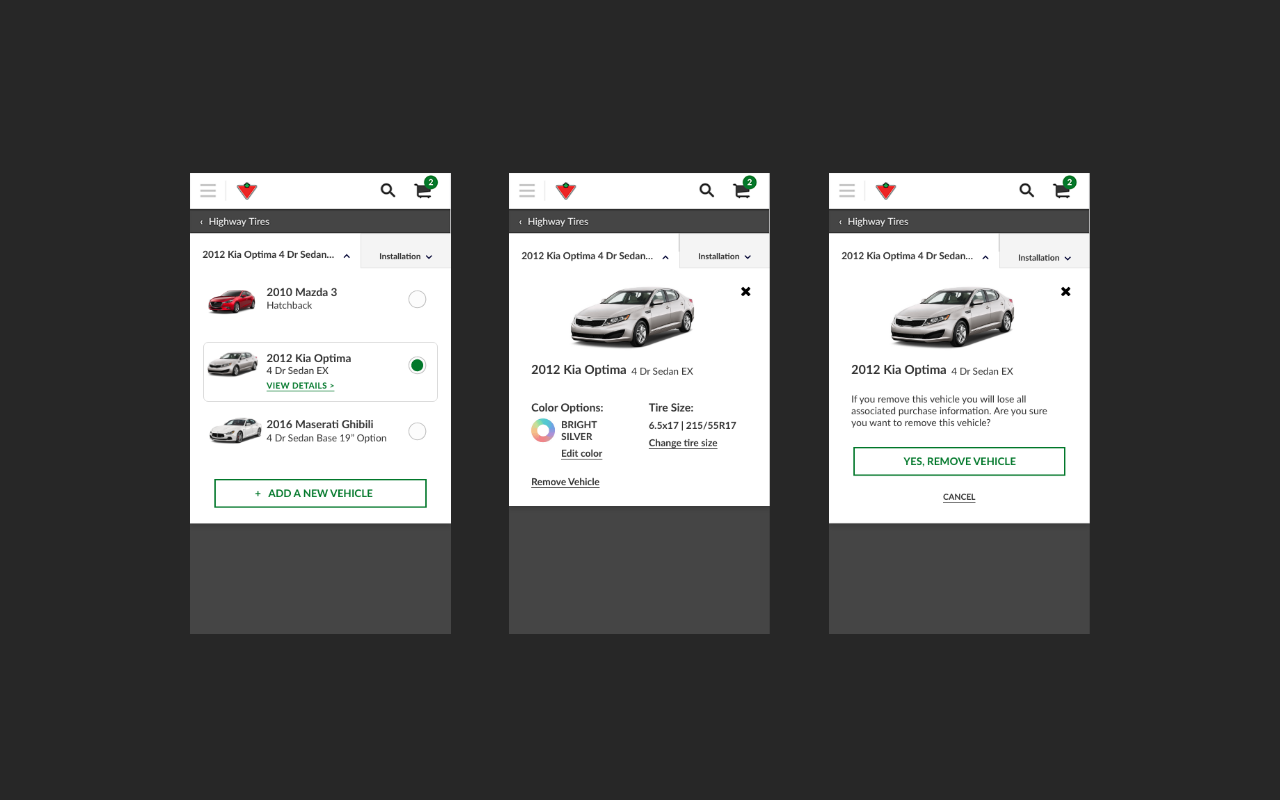 2
‹ Highway Tires
2012 Kia Optima 4 Dr Sedan...
Installation
2010 Mazda 3
Hatchback
2012 Kia Optima
4 Dr Sedan EX
VIEW DETAILS >
2016 Maserati Ghibili
4 Dr Sedan Base 19" Option
+ ADD A NEW VEHICLE
2
‹ Highway Tires
2012 Kia Optima 4 Dr Sedan...
Installation
2012 Kia Optima 4 Dr Sedan EX
Color Options:
BRIGHT
SILVER
Edit color
Tire Size:
6.5x17 | 215/55R17
Change tire size
Remove Vehicle
2
‹ Highway Tires
2012 Kia Optima 4 Dr Sedan...
Installation
2012 Kia Optima 4 Dr Sedan EX
If you remove this vehicle you will lose all
associated purchase information. Are you sure
you want to remove this vehicle?
YES, REMOVE VEHICLE
CANCEL